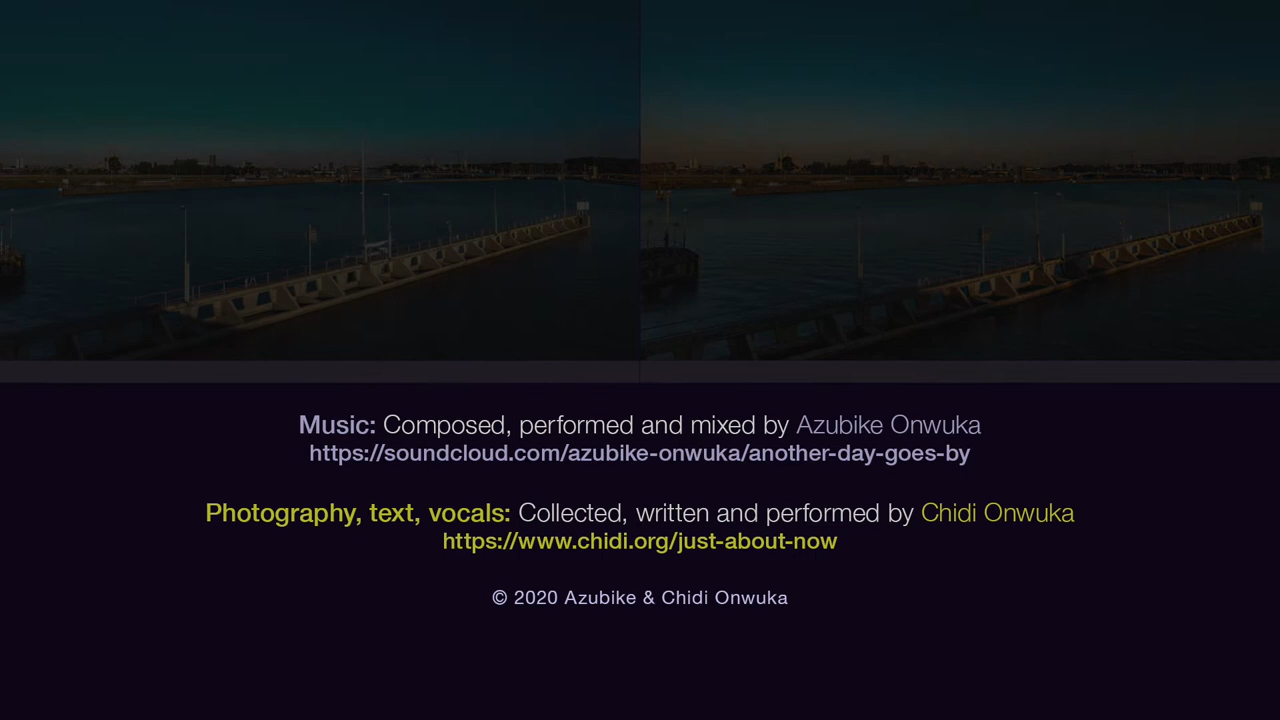 Music: Composed, performed and mixed by Azubike Onwuka
https://soundcloud.com/azubike-onwuka/another-day-goes-by
Photography, text, vocals: Collected, written and performed by Chidi Onwuka
https://www.chidi.org/just-about-now
© 2020 Azubike & Chidi Onwuka